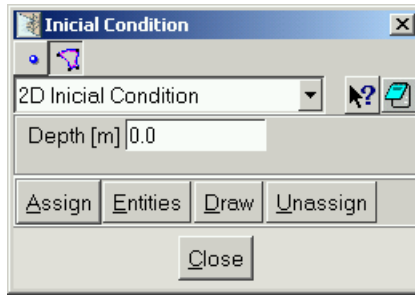 Inicial Condition
2D Inicial Condition
Depth [m] 0.0
Assign Entities Draw Unassign
Close